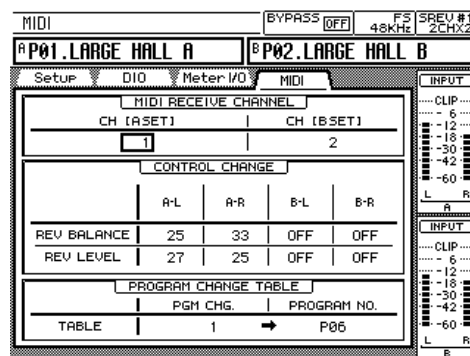 MIDI
BYPASS OFF
FS 48KHz
SREV #1 2CHX2
A P01.LARGE HALL A
B P02.LARGE HALL B
Setup DIO Meter I/O MIDI
MIDI RECEIVE CHANNEL
CH [ASET] CH [BSET]
1 2
CONTROL CHANGE
A-L A-R B-L B-R
REV BALANCE 25 33 OFF OFF
REV LEVEL 27 25 OFF OFF
PROGRAM CHANGE TABLE
PGM CHG. PROGRAM NO.
TABLE 1 → P06
INPUT
CLIP
- 6
-12
-18
-30
-42
-60
L R
A
INPUT
CLIP
- 6
-12
-18
-30
-42
-60
L R
B